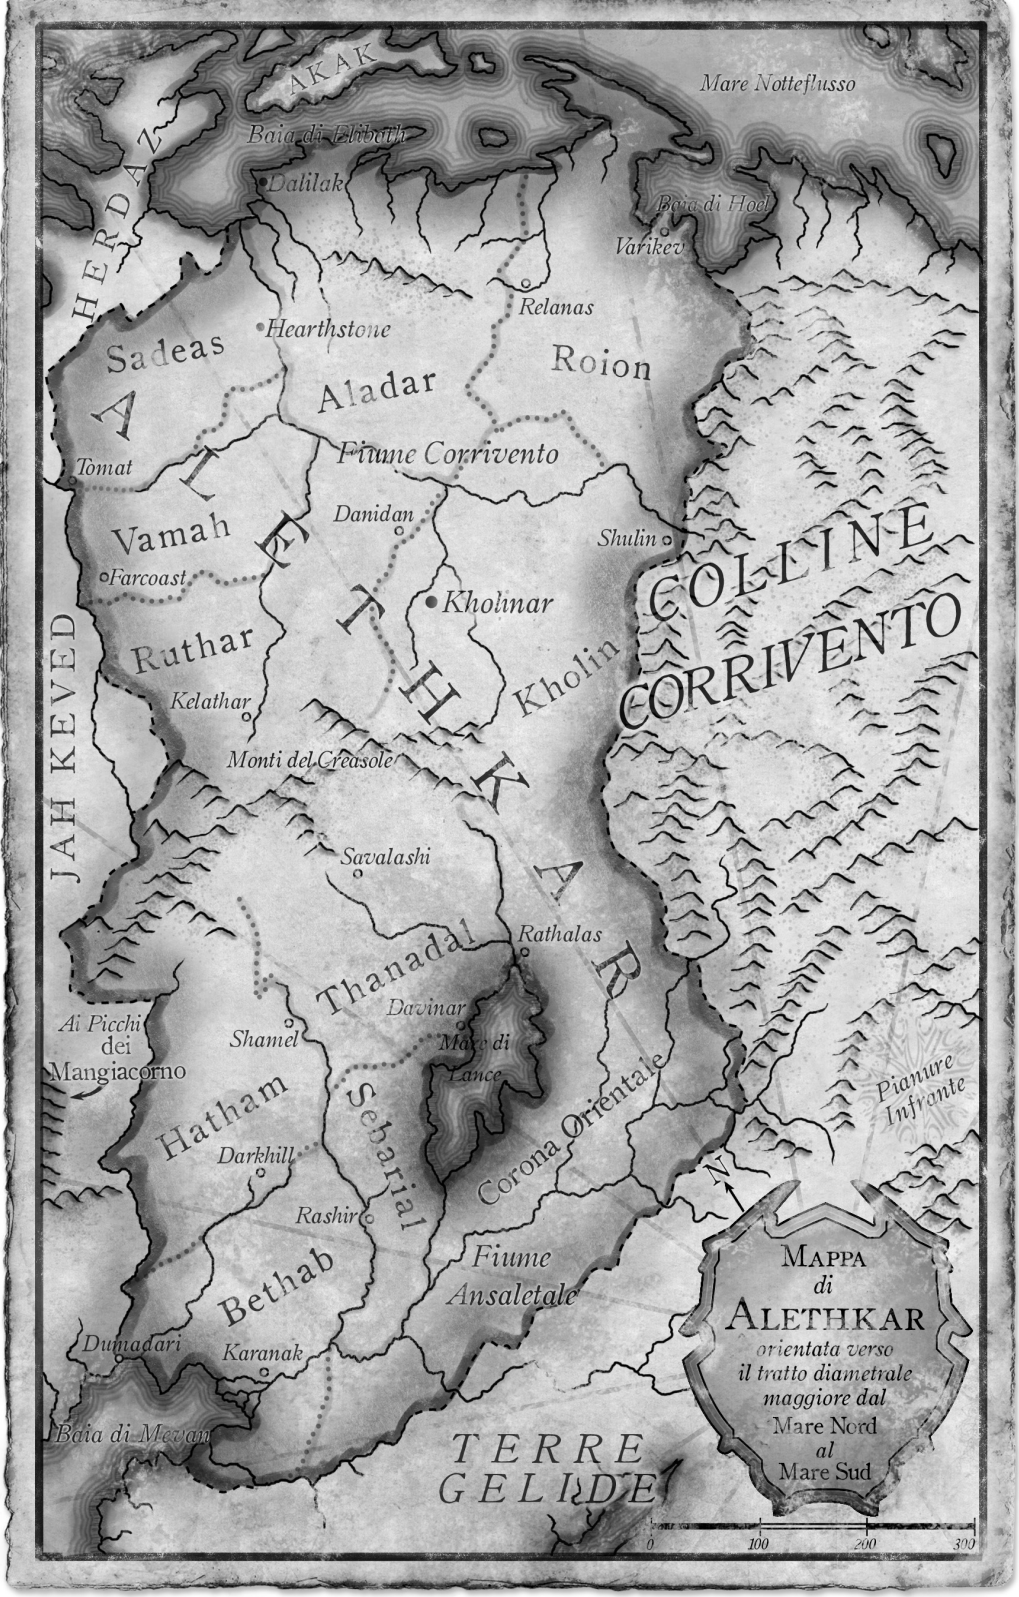 AKAK
Mare Notteflusso
Baia di Elibath
HERDAZ
Dalilak
Baia di Hoel
Varikev
Relanas
Hearthstone
Sadeas
Aladar
Roion
ALETHKAR
Fiume Corrivento
Tomat
Vamah
Danidan
Shulin
COLLINE
CORRIVENTO
Farcoast
Kholinar
Ruthar
Kholin
Kelathar
JAH KEVED
Monti del Creasole
Savalashi
Rathalas
Thanadal
Davinar
Ai Picchi
dei
Mangiacorno
Shamel
Mare di
Lance
Pianure
Infrante
Hatham
Sebarial
Corona Orientale
Darkhill
Rashir
N
Bethab
Fiume
Ansaletale
Dumadari
Karanak
Baia di Mevan
TERRE
GELIDE
MAPPA
di
ALETHKAR
orientata verso
il tratto diametrale
maggiore dal
Mare Nord
al
Mare Sud
0 100 200 300